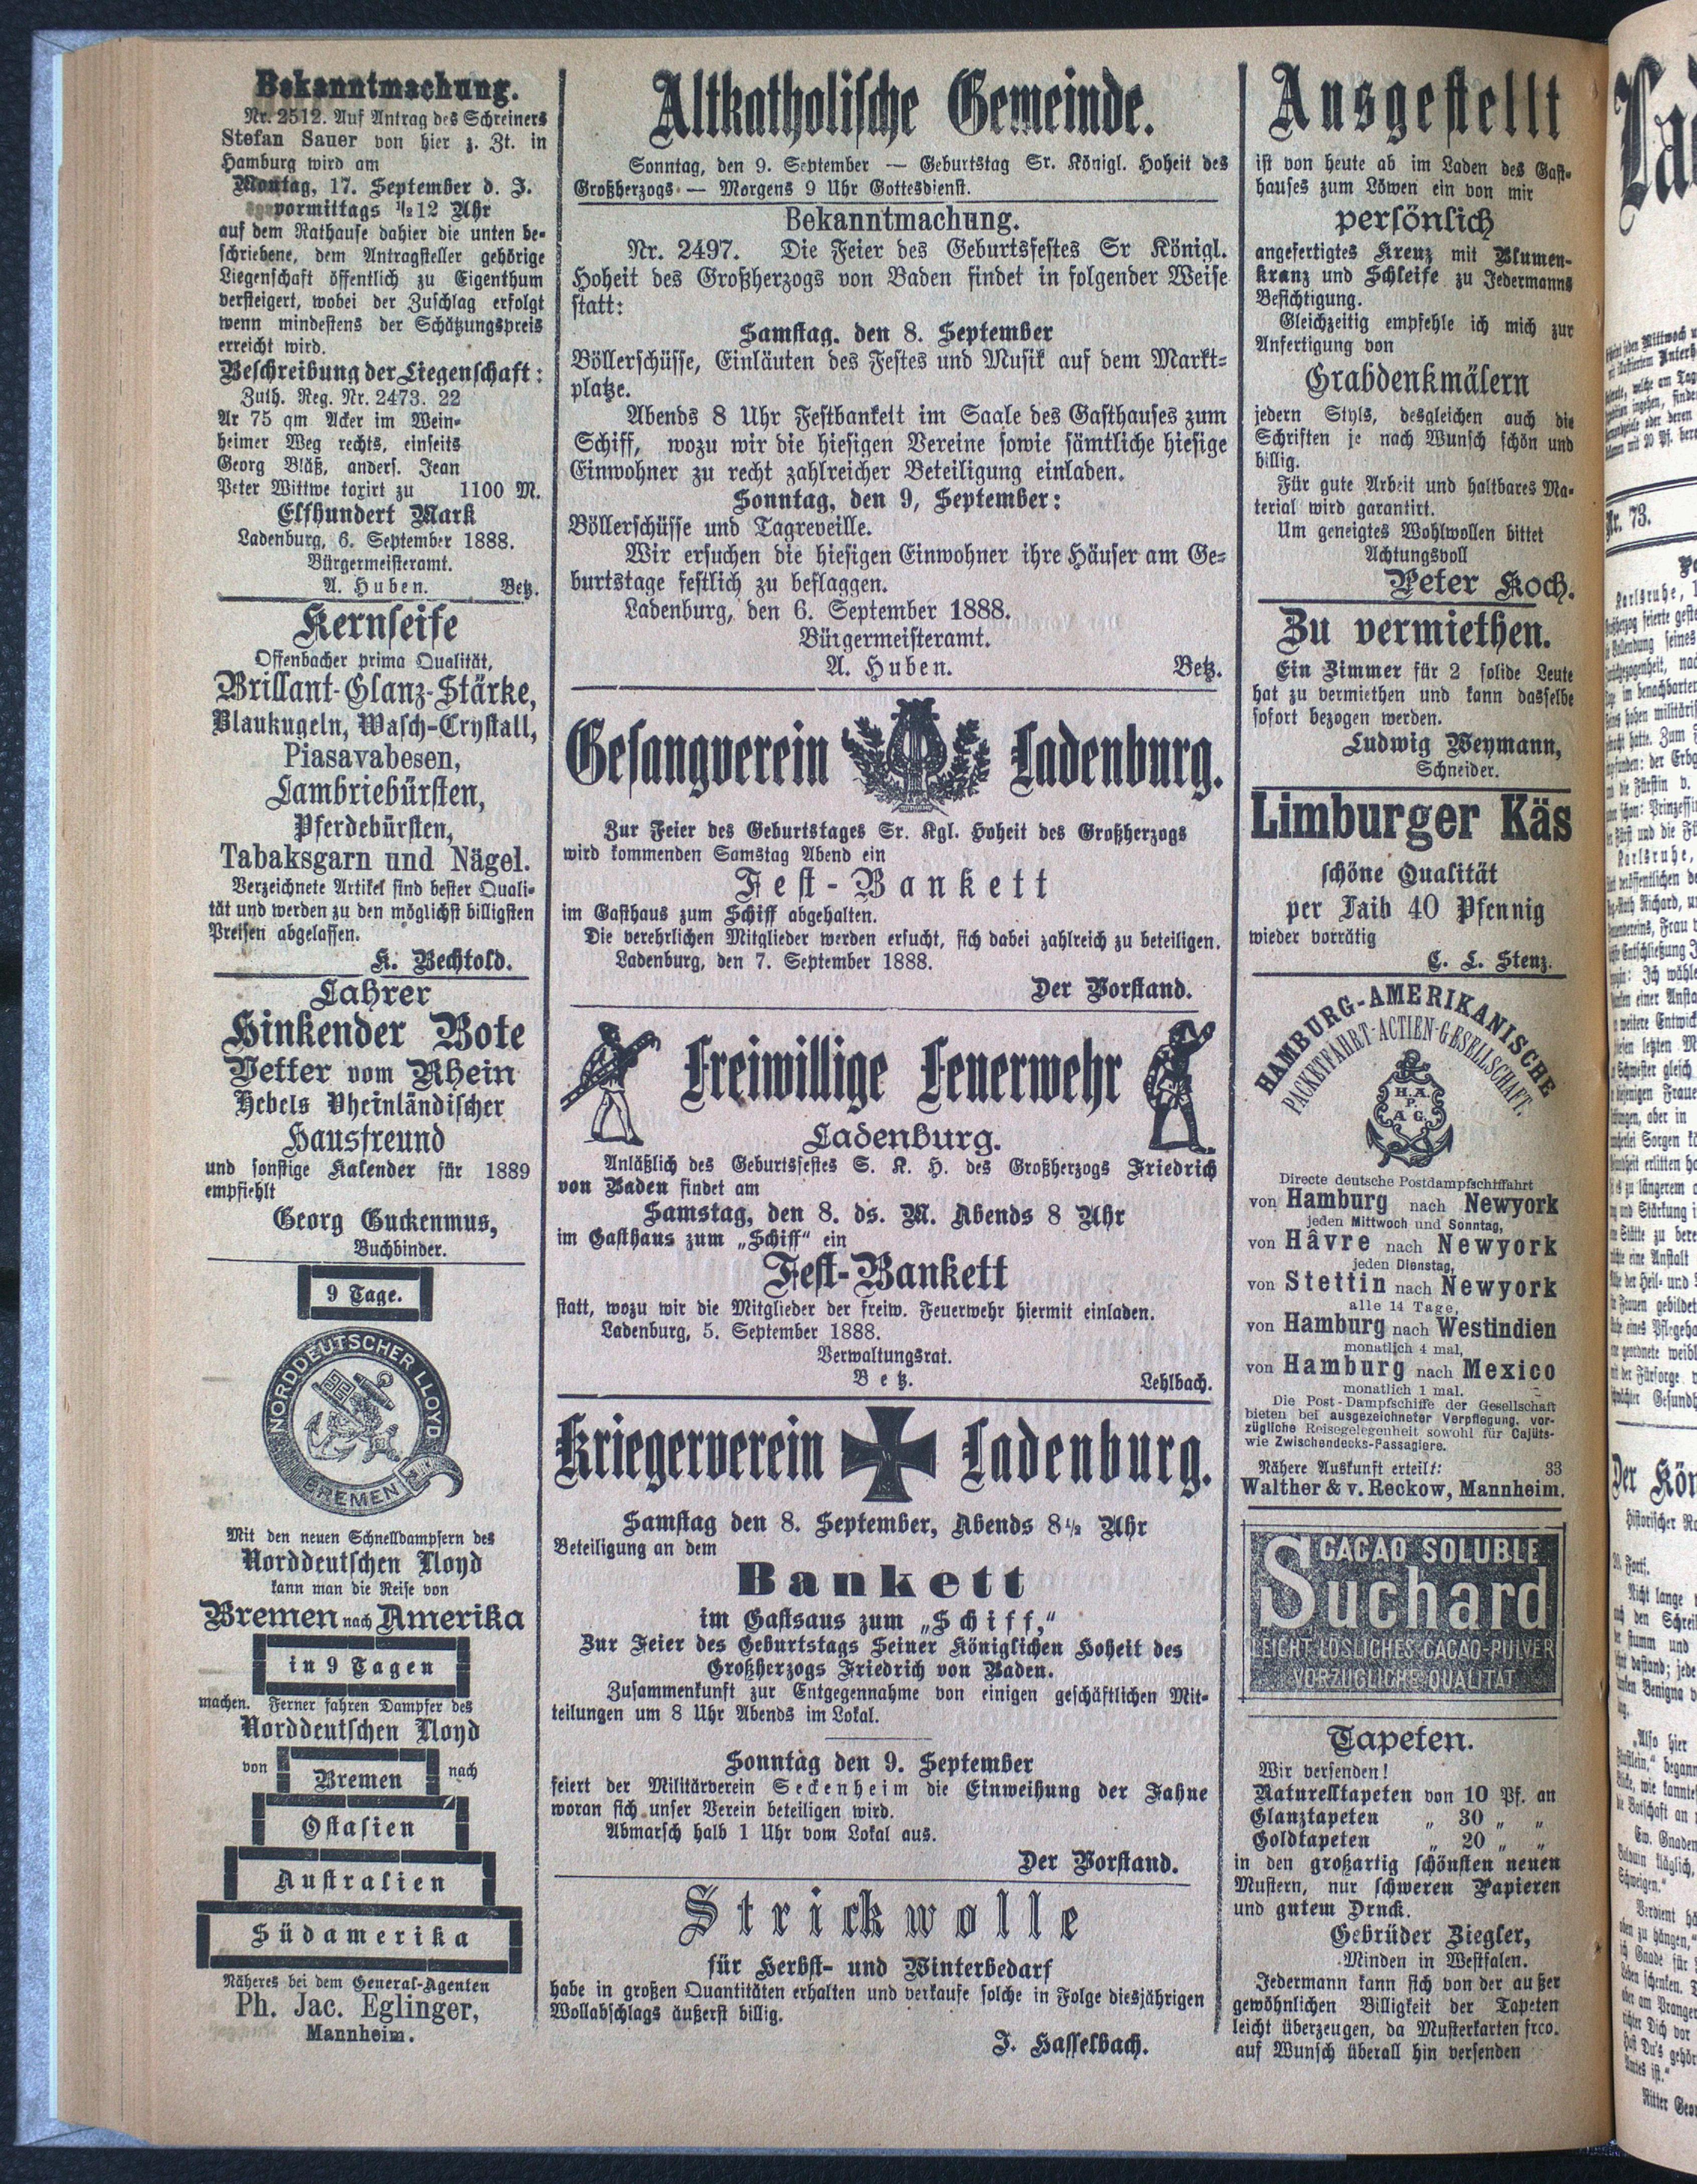 Bekanntmachung.
Nr. 2512. Auf Antrag des Schreiners
Stefan Sauer von hier z. Zt. in
Hamburg wird am
Montag, 17. September d. J.
vormittags ½12 Uhr
auf dem Rathause dahier die unten be-
schriebene, dem Antragsteller gehörige
Liegenschaft öffentlich zu Eigenthum
versteigert, wobei der Zuschlag erfolgt
wenn mindestens der Schätzungspreis
erreicht wird.
Beschreibung der Liegenschaft:
Zuth. Reg. Nr. 2473. 22
Ar 75 qm Acker im Wein-
heimer Weg rechts, einseits
Georg Bläß, anders. Jean
Peter Wittwe taxirt zu 1100 M.
Elfhundert Mark
Ladenburg, 6. September 1888.
Bürgermeisteramt.
A. Huben. Betz.
Kernseife
Offenbacher prima Qualität,
Brillant-Glanz-Stärke,
Blaukugeln, Wasch-Crystall,
Piasavabesen,
Lambriebürsten,
Pferdebürsten,
Tabaksgarn und Nägel.
Verzeichnete Artikel sind bester Quali-
tät und werden zu den möglichst billigsten
Preisen abgelassen.
K. Bechtold.
Lahrer
Hinkender Bote
Vetter vom Rhein
Hebels Rheinländischer
Hausfreund
und sonstige Kalender für 1889
empfiehlt
Georg Guckenmus,
Buchbinder.
9 Tage.
NORDDEUTSCHER LLOYD
BREMEN
Mit den neuen Schnelldampfern des
Norddeutschen Lloyd
kann man die Reise von
Bremen nach Amerika
in 9 Tagen
machen. Ferner fahren Dampfer des
Norddeutschen Lloyd
von Bremen nach
Ostasien
Australien
Südamerika
Näheres bei dem General-Agenten
Ph. Jac. Eglinger,
Mannheim.
Altkatholische Gemeinde.
Sonntag, den 9. September — Geburtstag Sr. Königl. Hoheit des
Großherzogs — Morgens 9 Uhr Gottesdienst.
Bekanntmachung.
Nr. 2497. Die Feier des Geburtsfestes Sr Königl.
Hoheit des Großherzogs von Baden findet in folgender Weise
statt:
Samstag. den 8. September
Böllerschüsse, Einläuten des Festes und Musik auf dem Markt-
platze.
Abends 8 Uhr Festbankelt im Saale des Gasthauses zum
Schiff, wozu wir die hiesigen Vereine sowie sämtliche hiesige
Einwohner zu recht zahlreicher Beteiligung einladen.
Sonntag, den 9, September:
Böllerschüsse und Tagreveille.
Wir ersuchen die hiesigen Einwohner ihre Häuser am Ge-
burtstage festlich zu beflaggen.
Ladenburg, den 6. September 1888.
Bürgermeisteramt.
A. Huben. Betz.
Gesangverein Ladenburg.
Zur Feier des Geburtstages Sr. Kgl. Hoheit des Großherzogs
wird kommenden Samstag Abend ein
Fest-Bankett
im Gasthaus zum Schiff abgehalten.
Die verehrlichen Mitglieder werden ersucht, sich dabei zahlreich zu beteiligen.
Ladenburg, den 7. September 1888.
Der Vorstand.
Freiwillige Feuerwehr
Ladenburg.
Anläßlich des Geburtsfestes S. K. H. des Großherzogs Friedrich
von Baden findet am
Samstag, den 8. ds. M. Abends 8 Uhr
im Gasthaus zum „Schiff“ ein
Fest-Bankett
statt, wozu wir die Mitglieder der freiw. Feuerwehr hiermit einladen.
Ladenburg, 5. September 1888.
Verwaltungsrat.
Betz. Lehlbach.
Kriegerverein Ladenburg.
Samstag den 8. September, Abends 8½ Uhr
Beteiligung an dem
Bankett
im Gastsaus zum „Schiff,“
Zur Feier des Geburtstags Seiner Königlichen Hoheit des
Großherzogs Friedrich von Baden.
Zusammenkunft zur Entgegennahme von einigen geschäftlichen Mit-
teilungen um 8 Uhr Abends im Lokal.
Sonntag den 9. September
feiert der Militärverein Seckenheim die Einweihung der Fahne
woran sich unser Verein beteiligen wird.
Abmarsch halb 1 Uhr vom Lokal aus.
Der Vorstand.
Strickwolle
für Herbst- und Winterbedarf
habe in großen Quantitäten erhalten und verkaufe solche in Folge diesjährigen
Wollabschlags äußerst billig.
J. Hasselbach.
Ausgestellt
ist von heute ab im Laden des Gast-
hauses zum Löwen ein von mir
persönlich
angefertigtes Kreuz mit Blumen-
kranz und Schleife zu Jedermanns
Besichtigung.
Gleichzeitig empfehle ich mich zur
Anfertigung von
Grabdenkmälern
jedern Styls, desgleichen auch die
Schriften je nach Wunsch schön und
billig.
Für gute Arbeit und haltbares Ma-
terial wird garantirt.
Um geneigtes Wohlwollen bittet
Achtungsvoll
Peter Koch.
Zu vermiethen.
Ein Zimmer für 2 solide Leute
hat zu vermiethen und kann dasselbe
sofort bezogen werden.
Ludwig Weymann,
Schneider.
Limburger Käs
schöne Qualität
per Laib 40 Pfennig
wieder vorrätig
C. L. Stenz.
HAMBURG-AMERIKANISCHE
PACKETFAHRT-ACTIEN-GESELLSCHAFT.
H.A.
P.
A G.
Directe deutsche Postdampfschiffahrt
von Hamburg nach Newyork
jeden Mittwoch und Sonntag,
von Hâvre nach Newyork
jeden Dienstag,
von Stettin nach Newyork
alle 14 Tage,
von Hamburg nach Westindien
monatlich 4 mal,
von Hamburg nach Mexico
monatlich 1 mal.
Die Post-Dampfschiffe der Gesellschaft
bieten bei ausgezeichneter Verpflegung, vor-
zügliche Reisegelegenheit sowohl für Cajüts-
wie Zwischendecks-Passagiere.
Nähere Auskunft erteilt: 33
Walther & v. Reckow, Mannheim.
CACAO SOLUBLE
Suchard
LEICHT LÖSLICHES CACAO-PULVER
VORZÜGLICHE QUALITÄT
Tapeten.
Wir versenden!
Naturelltapeten von 10 Pf. an
Glanztapeten „ 30 „ „
Goldtapeten „ 20 „ „
in den großartig schönsten neuen
Mustern, nur schweren Papieren
und gutem Druck.
Gebrüder Ziegler,
Minden in Westfalen.
Jedermann kann sich von der außer
gewöhnlichen Billigkeit der Tapeten
leicht überzeugen, da Musterkarten frco.
auf Wunsch überall hin versenden
Nr. 73.